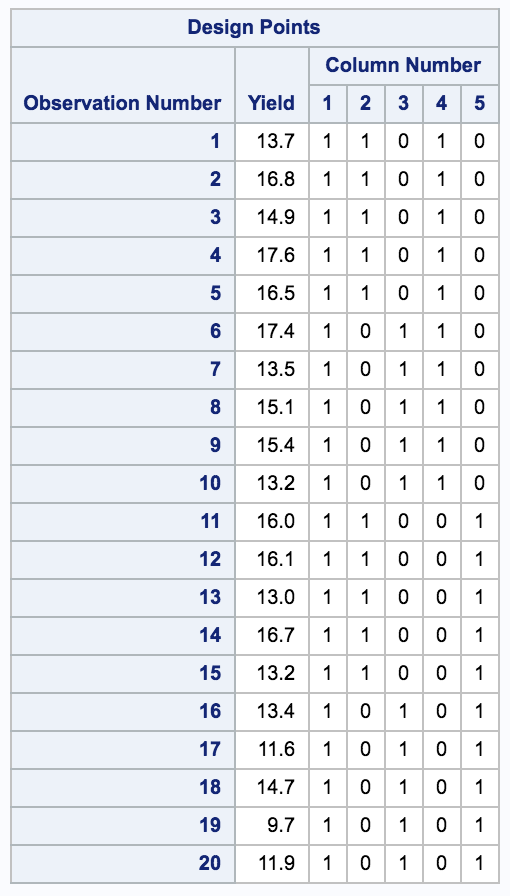 Design Points
Column Number
Observation Number Yield 1 2 3 4 5
1 13.7 1 1 0 1 0
2 16.8 1 1 0 1 0
3 14.9 1 1 0 1 0
4 17.6 1 1 0 1 0
5 16.5 1 1 0 1 0
6 17.4 1 0 1 1 0
7 13.5 1 0 1 1 0
8 15.1 1 0 1 1 0
9 15.4 1 0 1 1 0
10 13.2 1 0 1 1 0
11 16.0 1 1 0 0 1
12 16.1 1 1 0 0 1
13 13.0 1 1 0 0 1
14 16.7 1 1 0 0 1
15 13.2 1 1 0 0 1
16 13.4 1 0 1 0 1
17 11.6 1 0 1 0 1
18 14.7 1 0 1 0 1
19 9.7 1 0 1 0 1
20 11.9 1 0 1 0 1